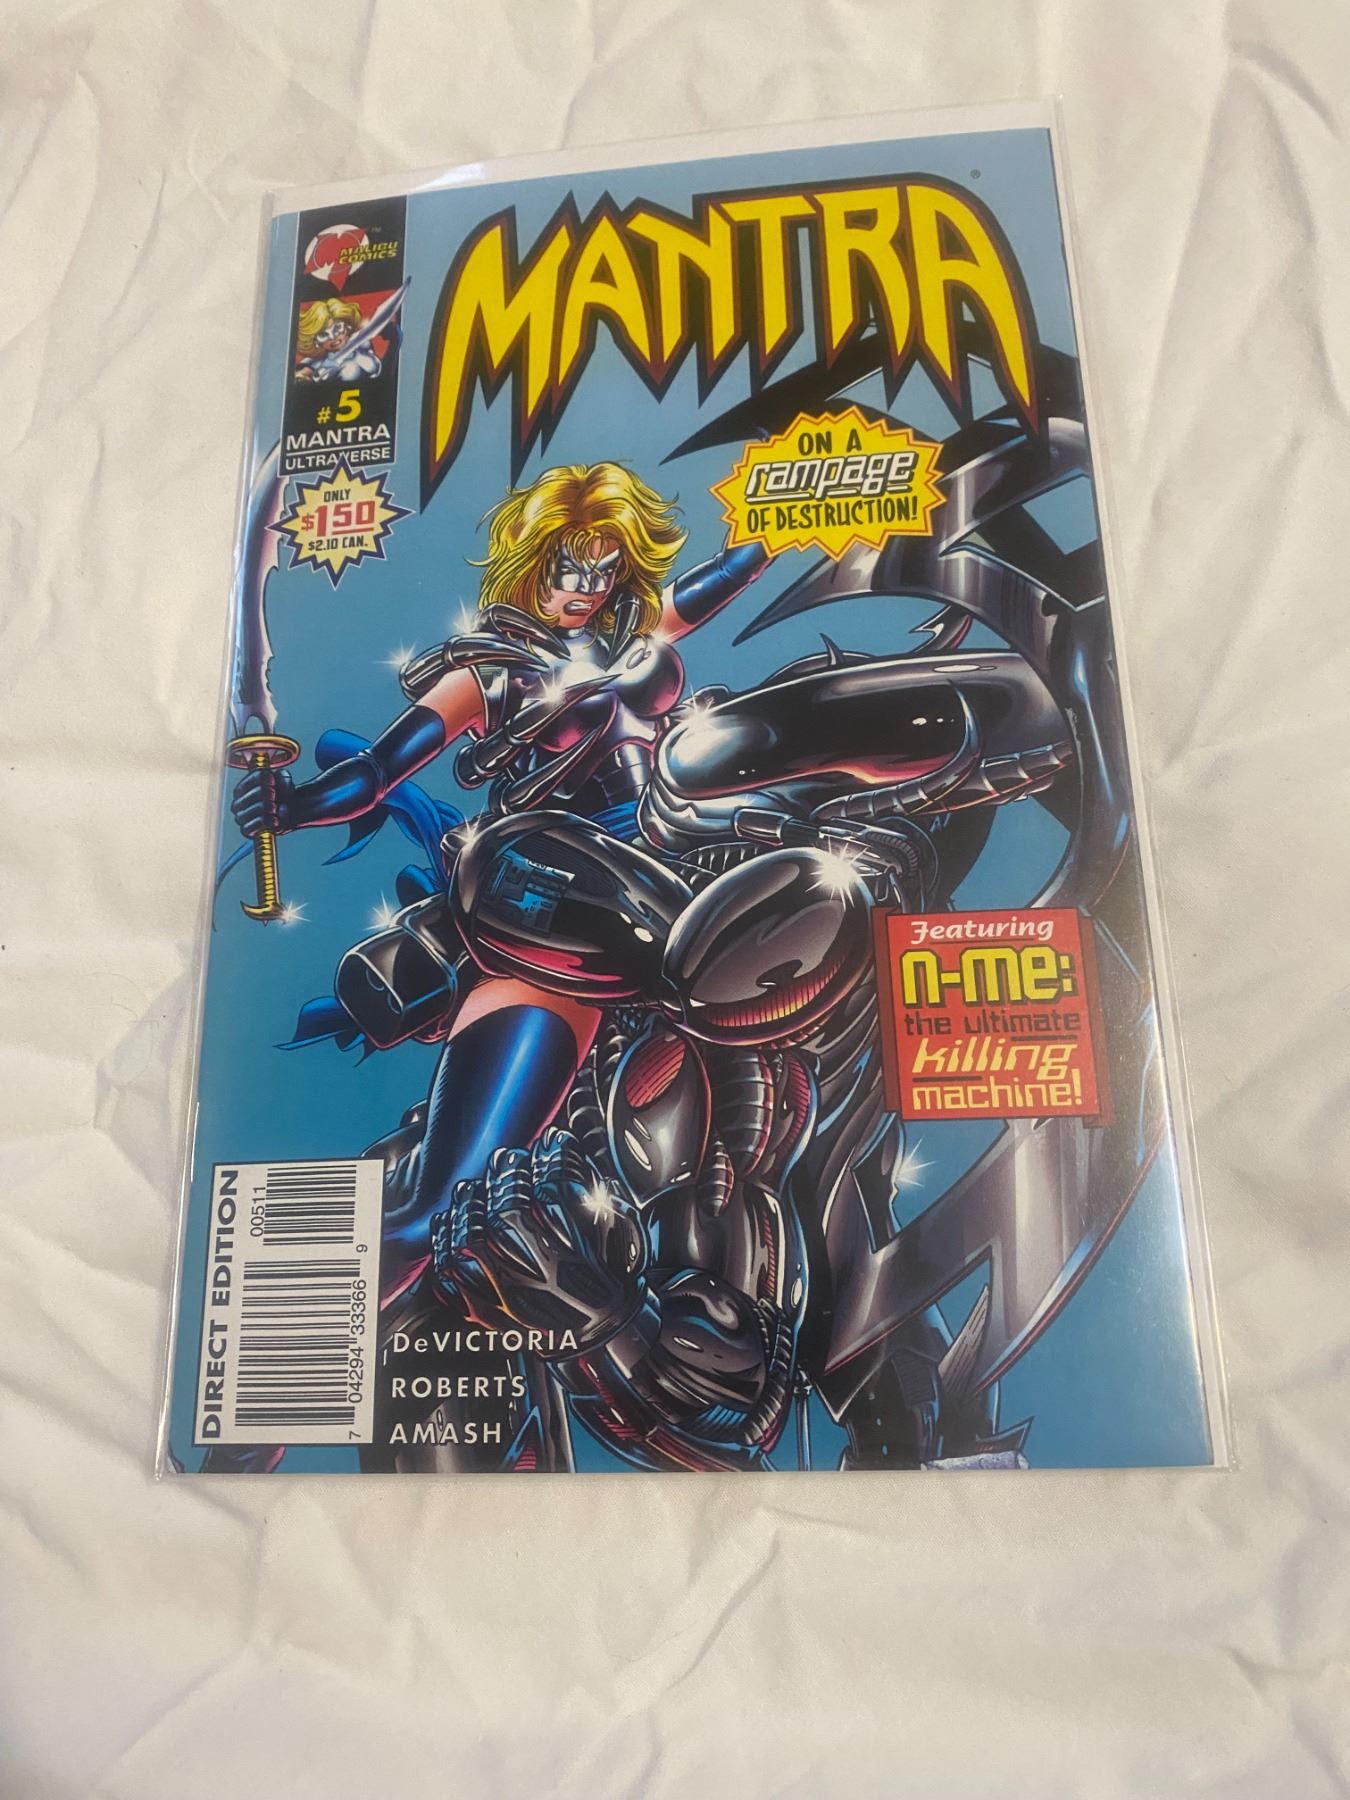 MALIBU
COMICS
TM
#5
MANTRA
ULTRAVERSE
ONLY
$1.50
$2.10 CAN.
MANTRA
®
ON A
rampage
OF DESTRUCTION!
Featuring
n-me:
the ultimate
killing
machine!
DIRECT EDITION
00511
7 04294 33366 9
DeVICTORIA
ROBERTS
AMASH